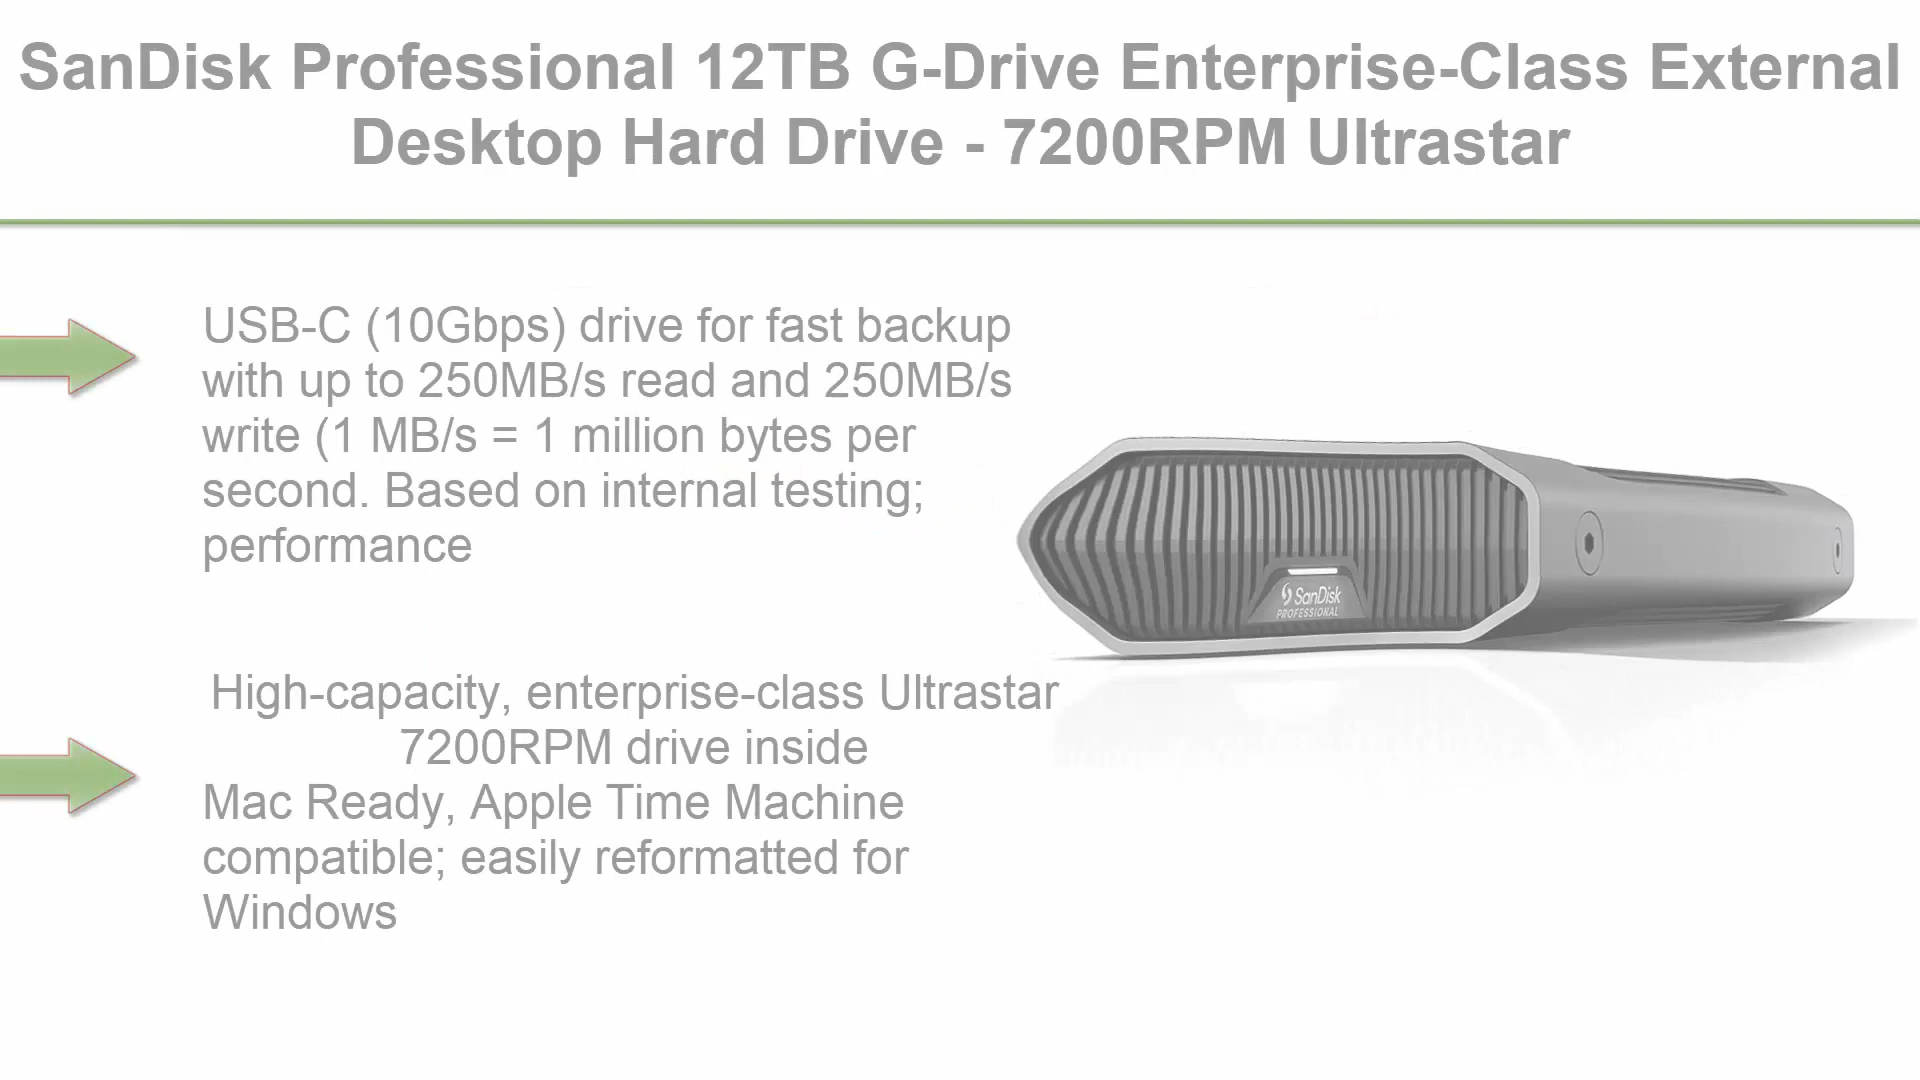 SanDisk Professional 12TB G-Drive Enterprise-Class External
Desktop Hard Drive - 7200RPM Ultrastar
USB-C (10Gbps) drive for fast backup
with up to 250MB/s read and 250MB/s
write (1 MB/s = 1 million bytes per
second. Based on internal testing;
performance
High-capacity, enterprise-class Ultrastar
7200RPM drive inside
Mac Ready, Apple Time Machine
compatible; easily reformatted for
Windows
SanDisk
PROFESSIONAL